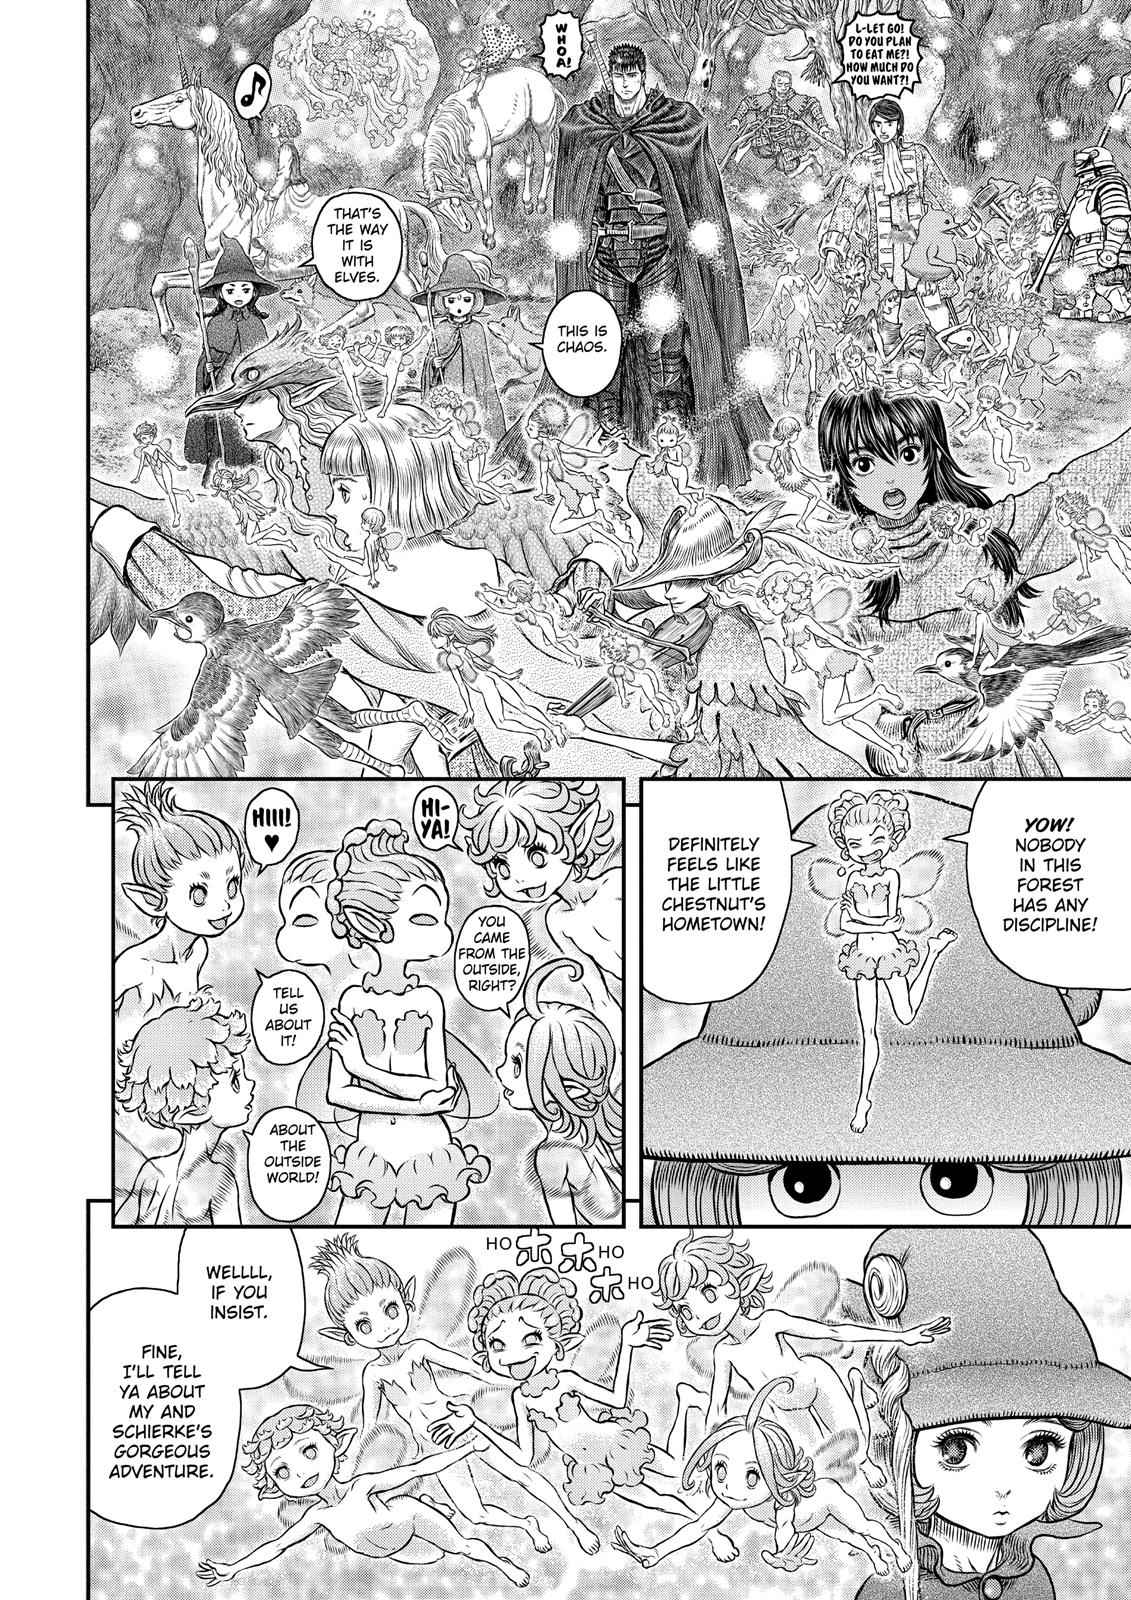 L-LET GO!
DO YOU PLAN
TO EAT ME?!
HOW MUCH DO
YOU WANT?!
WHOA!
THAT'S
THE WAY
IT IS
WITH
ELVES.
THIS IS
CHAOS.
YOW!
NOBODY
IN THIS
FOREST
HAS ANY
DISCIPLINE!
DEFINITELY
FEELS LIKE
THE LITTLE
CHESTNUT'S
HOMETOWN!
HI-
YA!
HIII!
♥
YOU
CAME
FROM THE
OUTSIDE,
RIGHT?
TELL
US
ABOUT
IT!
ABOUT
THE
OUTSIDE
WORLD!
HO ホ ホ HO
ホ HO
WELLLL,
IF YOU
INSIST.
FINE,
I'LL TELL
YA ABOUT
MY AND
SCHIERKE'S
GORGEOUS
ADVENTURE.